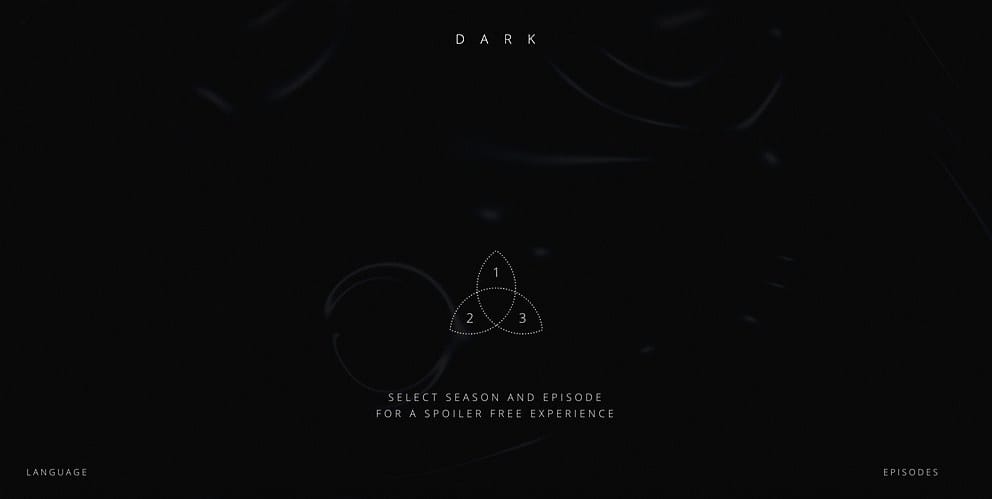 D A R K
1
2
3
SELECT SEASON AND EPISODE
FOR A SPOILER FREE EXPERIENCE
LANGUAGE
EPISODES